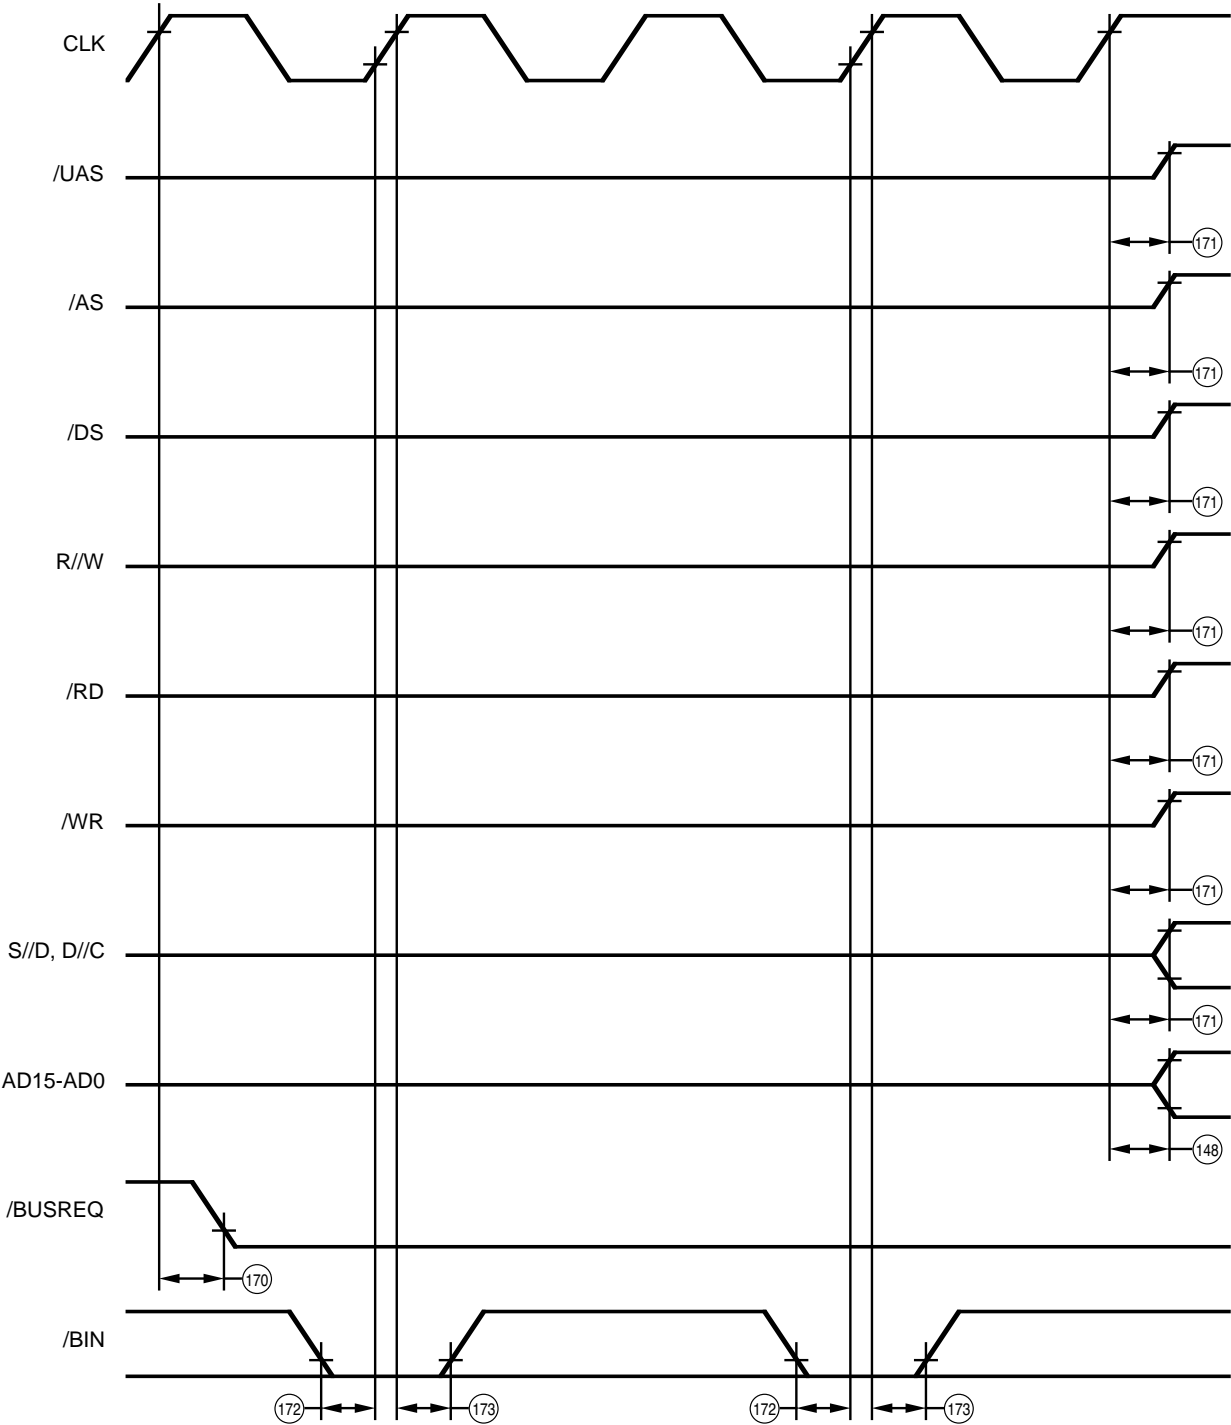 CLK
/UAS
171
/AS
171
/DS
171
R//W
171
/RD
171
/WR
171
S//D, D//C
171
AD15-AD0
148
/BUSREQ
170
/BIN
172
173
172
173